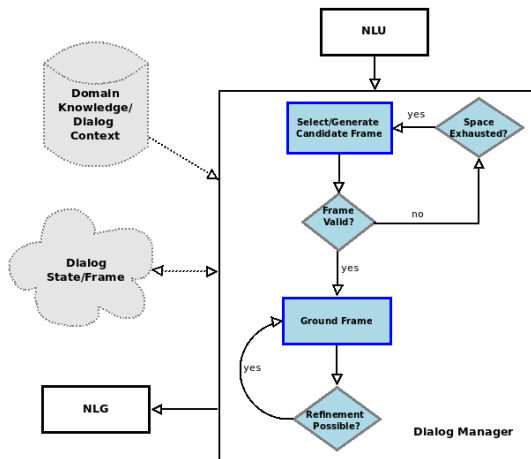 NLU
Domain
Knowledge/
Dialog
Context
Select/Generate
Candidate Frame
yes
Space
Exhausted?
Frame
Valid?
no
yes
Dialog
State/Frame
Ground Frame
yes
NLG
Refinement
Possible?
Dialog Manager